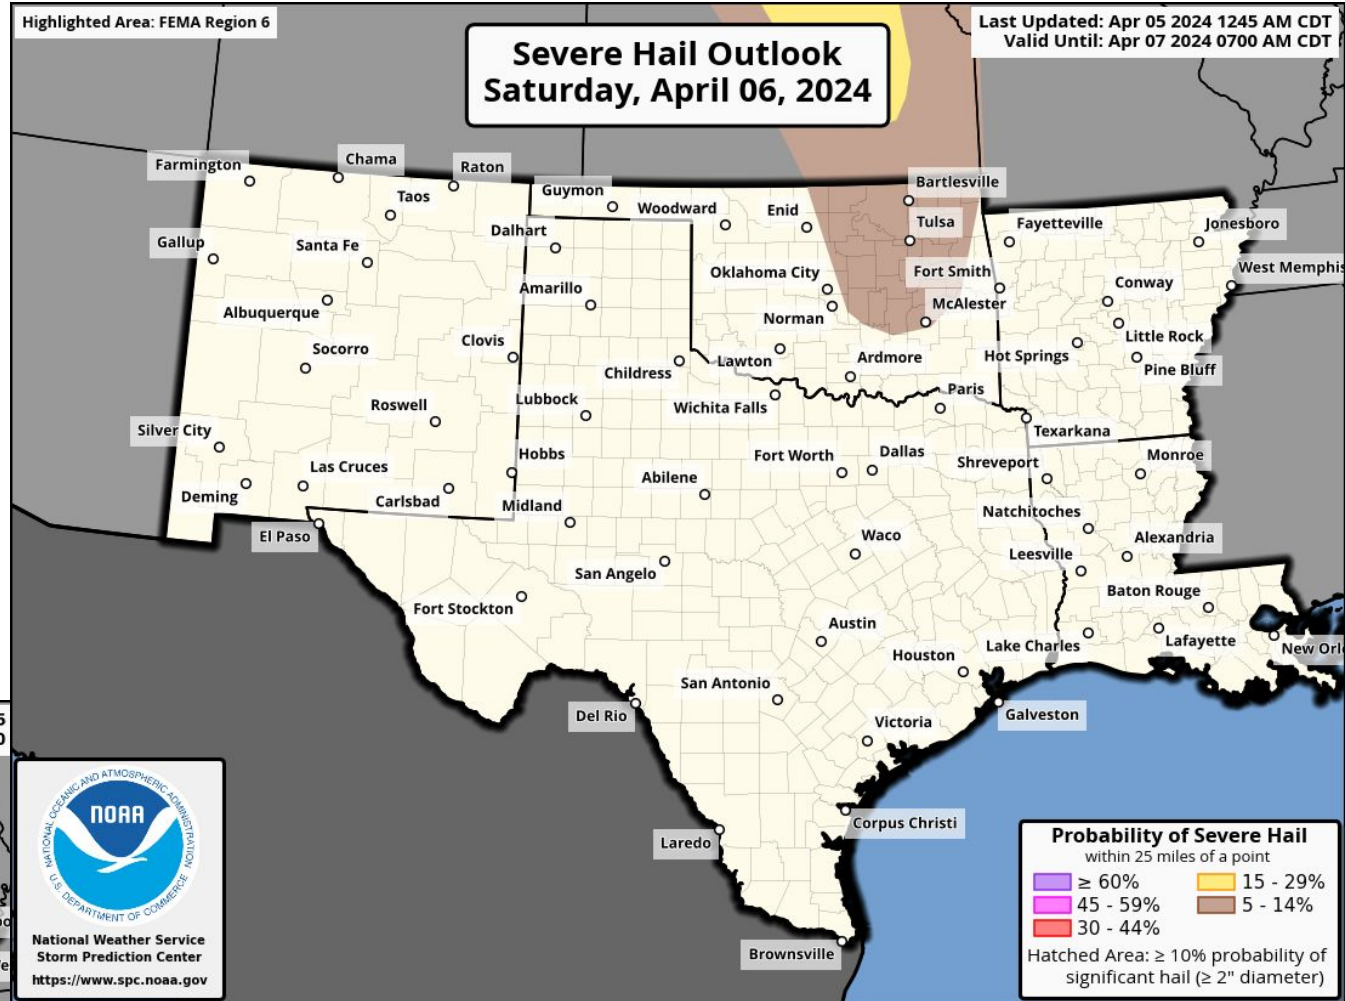 Highlighted Area: FEMA Region 6
Severe Hail Outlook
Saturday, April 06, 2024
Last Updated: Apr 05 2024 1245 AM CDT
Valid Until: Apr 07 2024 0700 AM CDT
Farmington
Chama
Raton
Taos
Guymon
Woodward
Enid
Bartlesville
Tulsa
Fayetteville
Jonesboro
Gallup
Santa Fe
Dalhart
Oklahoma City
Fort Smith
West Memphis
Albuquerque
Amarillo
Norman
McAlester
Conway
Socorro
Clovis
Childress
Lawton
Ardmore
Hot Springs
Little Rock
Pine Bluff
Roswell
Lubbock
Wichita Falls
Paris
Texarkana
Silver City
Las Cruces
Hobbs
Abilene
Fort Worth
Dallas
Shreveport
Monroe
Deming
Carlsbad
Midland
Natchitoches
El Paso
San Angelo
Waco
Leesville
Alexandria
Fort Stockton
Austin
Baton Rouge
Houston
Lake Charles
Lafayette
New Orl
San Antonio
Del Rio
Victoria
Galveston
Laredo
Corpus Christi
Brownsville
5
0
NATIONAL OCEANIC AND ATMOSPHERIC ADMINISTRATION
NOAA
U.S. DEPARTMENT OF COMMERCE
National Weather Service
Storm Prediction Center
https://www.spc.noaa.gov
Probability of Severe Hail
within 25 miles of a point
≥ 60%
15 - 29%
45 - 59%
5 - 14%
30 - 44%
Hatched Area: ≥ 10% probability of
significant hail (≥ 2" diameter)